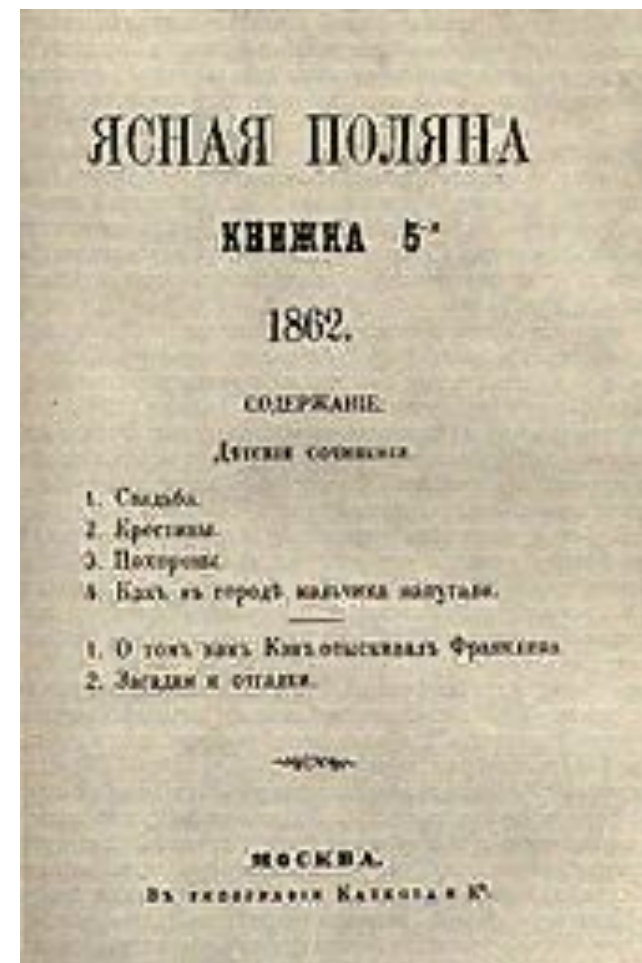 ЯСНАЯ ПОЛЯНА
КНИЖКА 5-я
1862.
СОДЕРЖАНІЕ.
Дѣтскія сочиненія
1. Свадьба.
2. Крестины.
3. Похороны.
4. Какъ въ городѣ мальчика напугали.
1. О томъ какъ Кэнъ отыскивалъ Франклина
2. Загадки и отгадки.
МОСКВА.
Въ типографіи Каткова и К°.